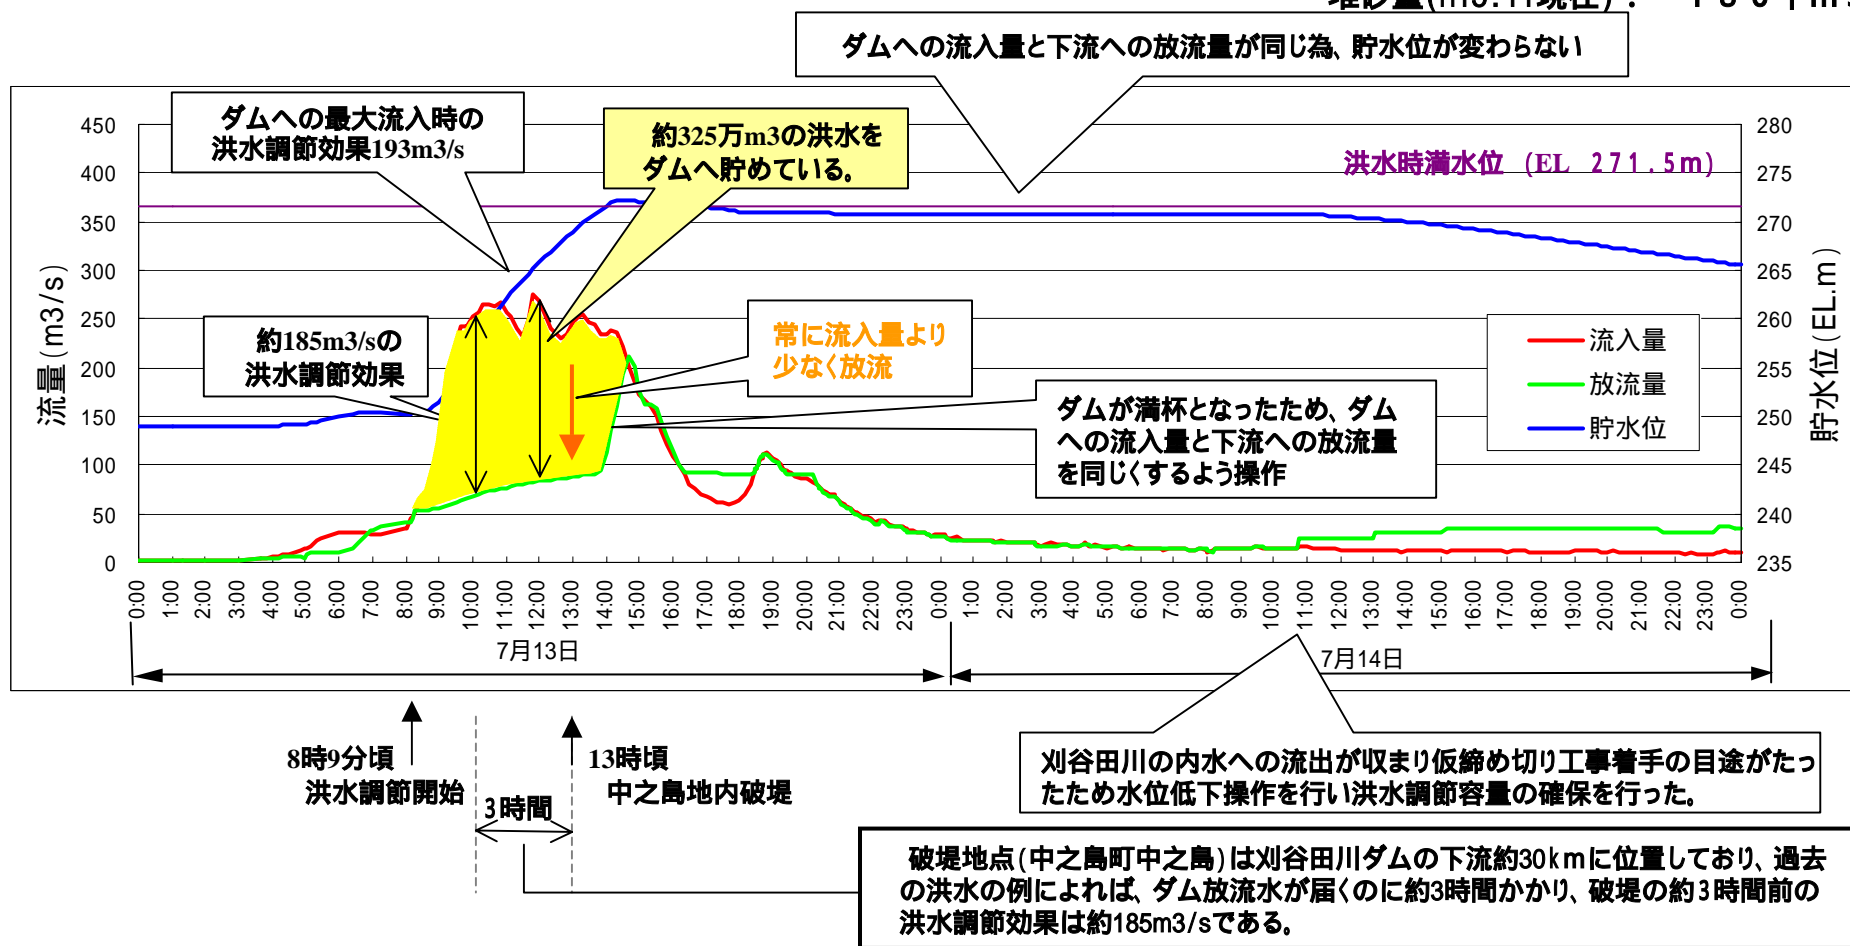 ダムへの流入量と下流への放流量が同じ為、貯水位が変わらない
ダムへの最大流入時の
洪水調節効果193m3/s
約325万m3の洪水を
ダムへ貯めている。
洪水時満水位 (EL 271.5m)
約185m3/sの
洪水調節効果
常に流入量より
少なく放流
ダムが満杯となったため、ダム
への流入量と下流への放流量
を同じくするよう操作
流入量
放流量
貯水位
流量(m3/s)
450
400
350
300
250
200
150
100
50
0
貯水位(EL.m)
280
275
270
265
260
255
250
245
240
235
0:00 1:00 2:00 3:00 4:00 5:00 6:00 7:00 8:00 9:00 10:00 11:00 12:00 13:00 14:00 15:00 16:00 17:00 18:00 19:00 20:00 21:00 22:00 23:00 0:00 1:00 2:00 3:00 4:00 5:00 6:00 7:00 8:00 9:00 10:00 11:00 12:00 13:00 14:00 15:00 16:00 17:00 18:00 19:00 20:00 21:00 22:00 23:00 0:00
7月13日
7月14日
8時9分頃
洪水調節開始
3時間
13時頃
中之島地内破堤
刈谷田川の内水への流出が収まり仮締め切り工事着手の目途がたっ
たため水位低下操作を行い洪水調節容量の確保を行った。
破堤地点(中之島町中之島)は刈谷田川ダムの下流約30kmに位置しており、過去
の洪水の例によれば、ダム放流水が届くのに約3時間かかり、破堤の約3時間前の
洪水調節効果は約185m3/sである。